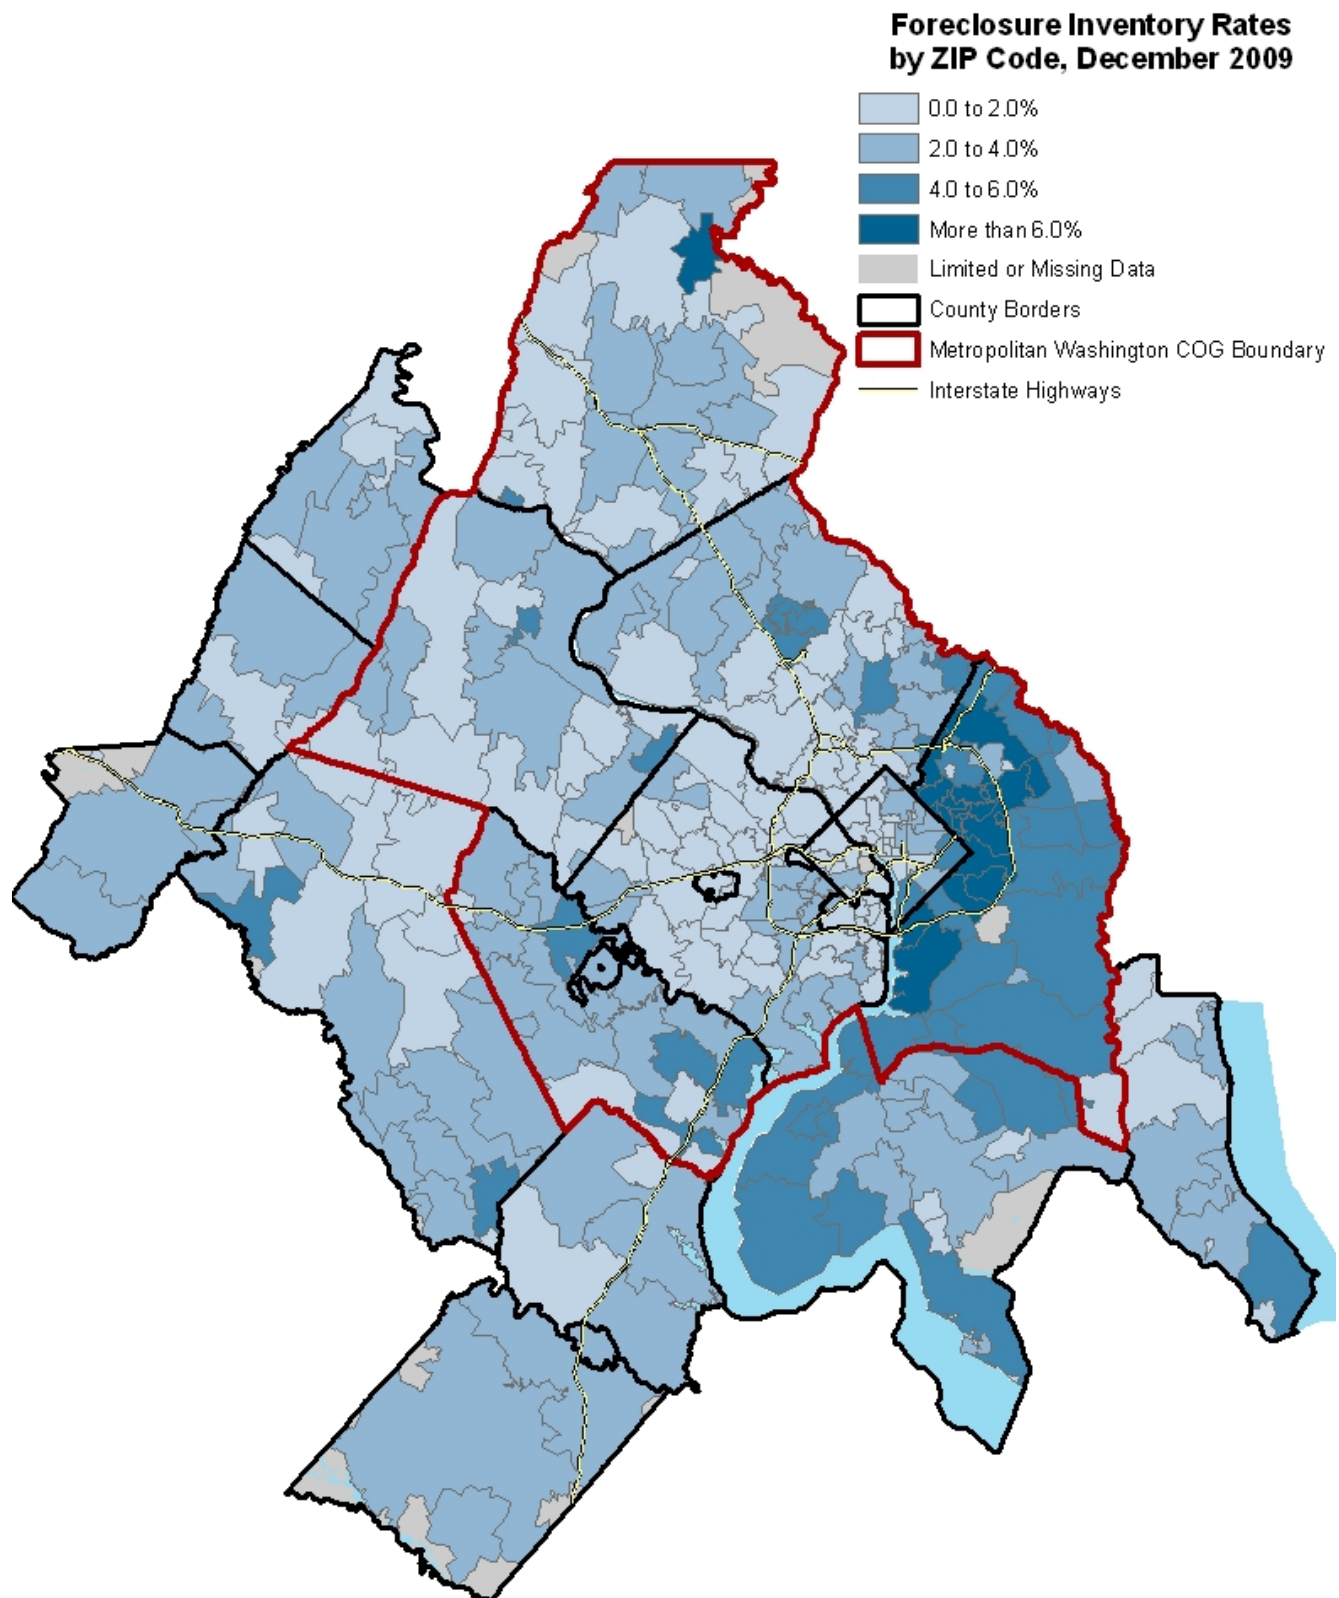 Foreclosure Inventory Rates
by ZIP Code, December 2009
0.0 to 2.0%
2.0 to 4.0%
4.0 to 6.0%
More than 6.0%
Limited or Missing Data
County Borders
Metropolitan Washington COG Boundary
Interstate Highways